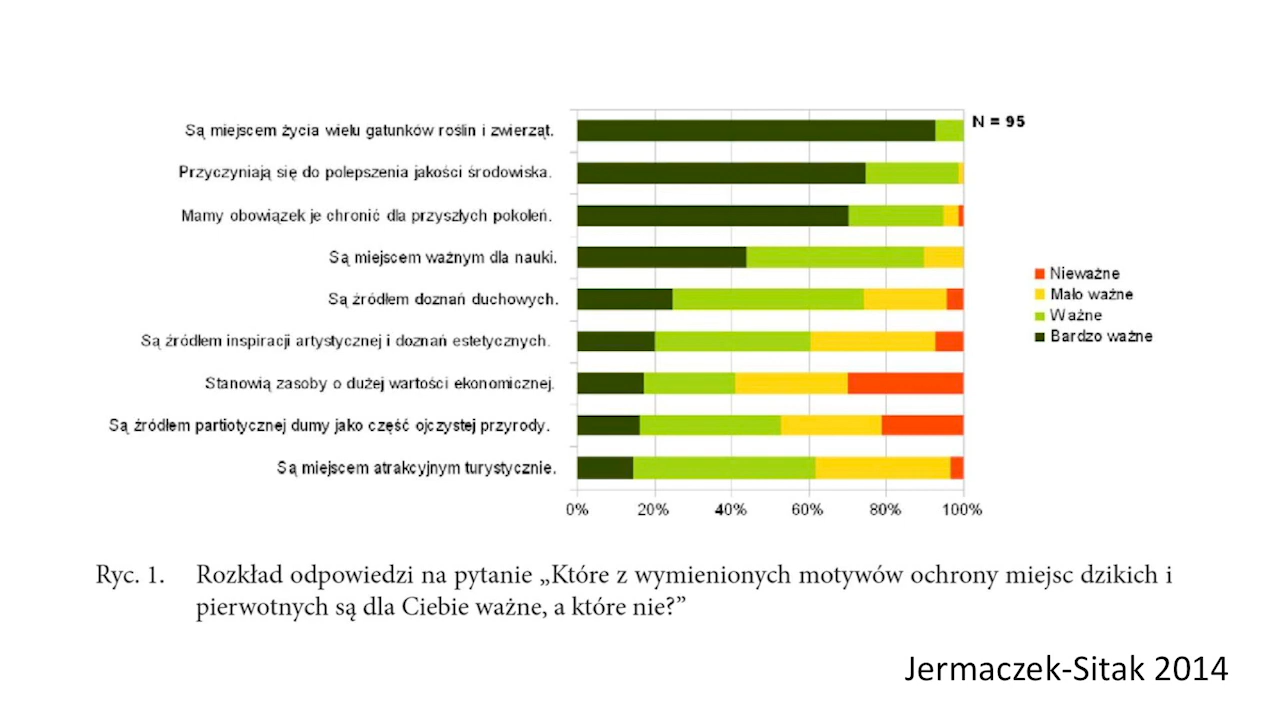 N = 95
Są miejscem życia wielu gatunków roślin i zwierząt.
Przyczyniają się do polepszenia jakości środowiska.
Mamy obowiązek je chronić dla przyszłych pokoleń.
Są miejscem ważnym dla nauki.
Są źródłem doznań duchowych.
Są źródłem inspiracji artystycznej i doznań estetycznych.
Stanowią zasoby o dużej wartości ekonomicznej.
Są źródłem partiotycznej dumy jako część ojczystej przyrody.
Są miejscem atrakcyjnym turystycznie.
0% 20% 40% 60% 80% 100%
Nieważne
Mało ważne
Ważne
Bardzo ważne
Ryc. 1. Rozkład odpowiedzi na pytanie „Które z wymienionych motywów ochrony miejsc dzikich i
pierwotnych są dla Ciebie ważne, a które nie?”
Jermaczek-Sitak 2014